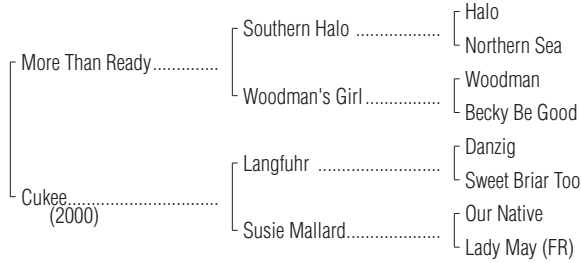 Halo
Southern Halo ..................
Northern Sea
More Than Ready..............
Woodman
Woodman's Girl................
Becky Be Good
Danzig
Langfuhr ..........................
Sweet Briar Too
Cukee................................
(2000)
Our Native
Susie Mallard....................
Lady May (FR)